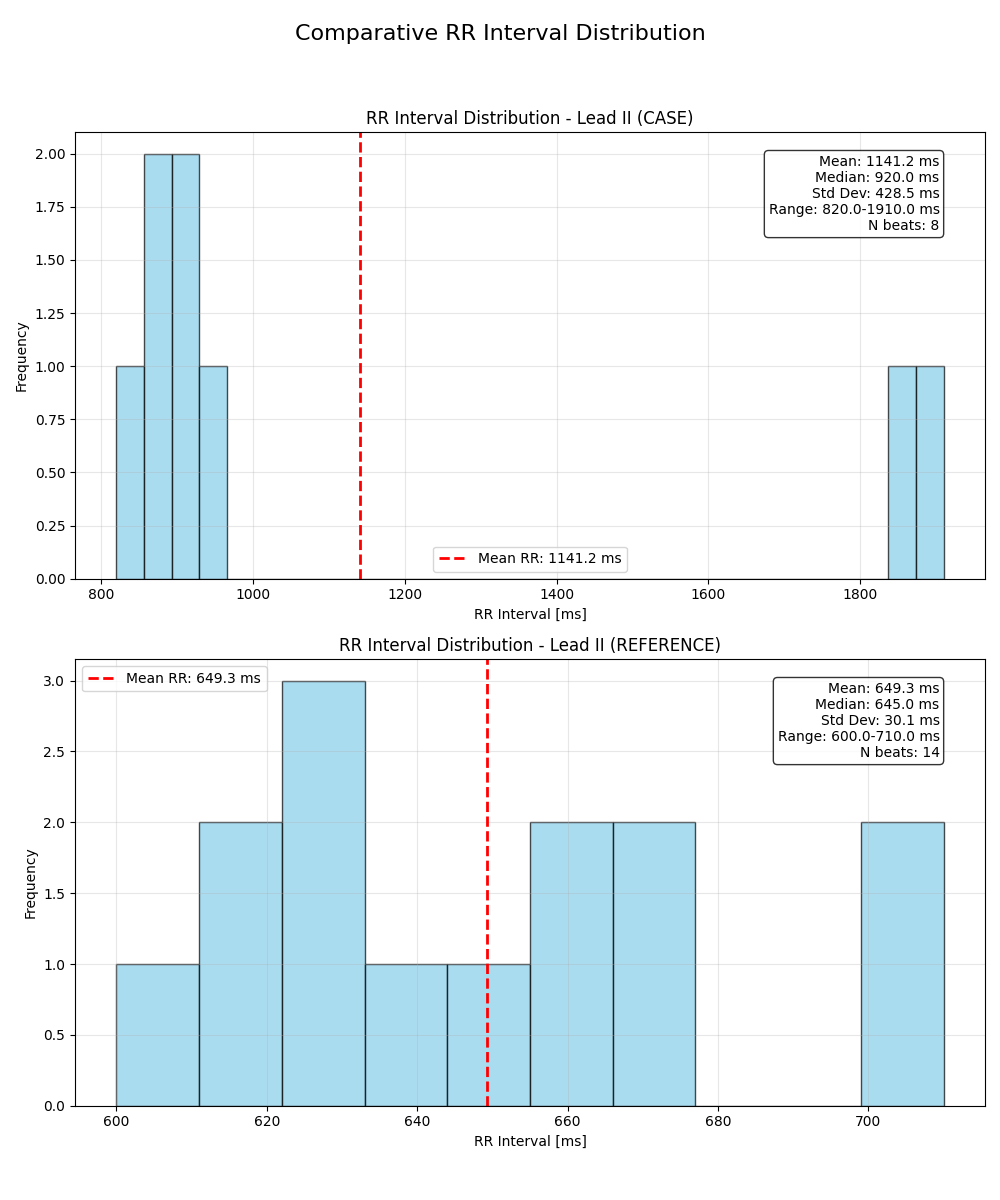 Comparative RR Interval Distribution
RR Interval Distribution - Lead II (CASE)
2.00
1.75
1.50
1.25
1.00
0.75
0.50
0.25
0.00
Frequency
Mean: 1141.2 ms
Median: 920.0 ms
Std Dev: 428.5 ms
Range: 820.0-1910.0 ms
N beats: 8
Mean RR: 1141.2 ms
800 1000 1200 1400 1600 1800
RR Interval [ms]
RR Interval Distribution - Lead II (REFERENCE)
Mean RR: 649.3 ms
3.0
2.5
2.0
1.5
1.0
0.5
0.0
Frequency
Mean: 649.3 ms
Median: 645.0 ms
Std Dev: 30.1 ms
Range: 600.0-710.0 ms
N beats: 14
600 620 640 660 680 700
RR Interval [ms]